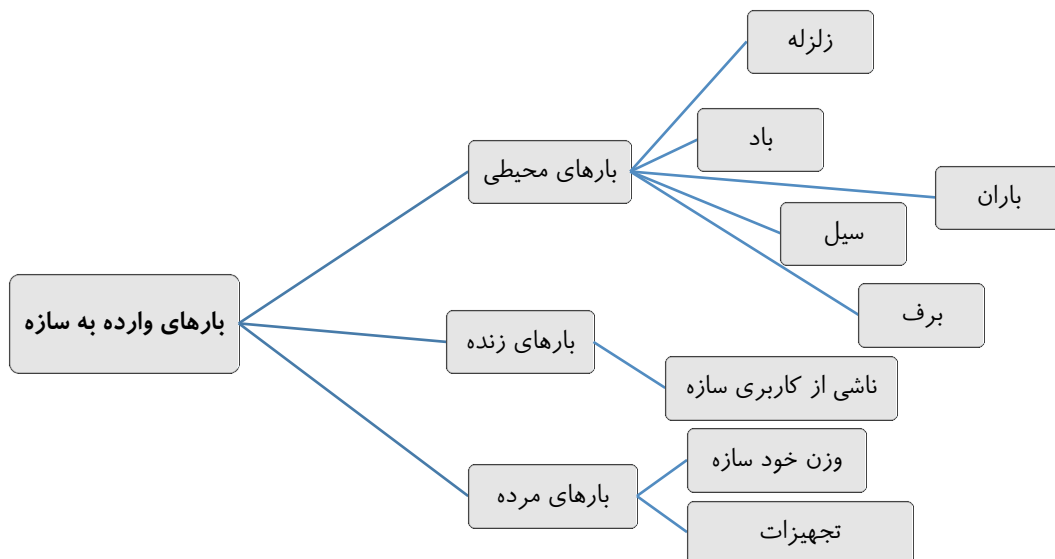 بارهای وارده به سازه
بارهای محیطی
زلزله
باد
باران
سیل
برف
بارهای زنده
ناشی از کاربری سازه
بارهای مرده
وزن خود سازه
تجهیزات